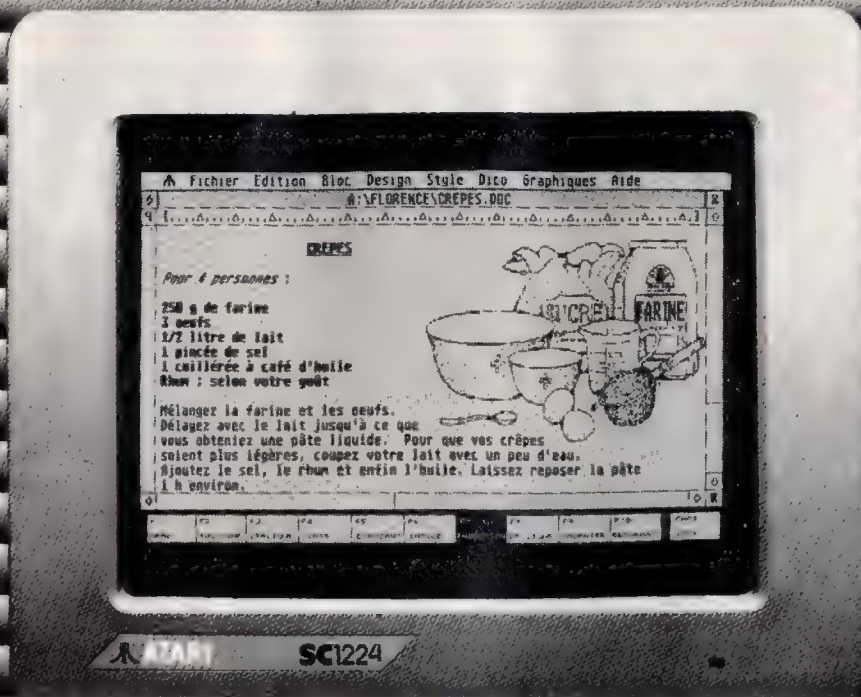 Fichier Edition Bloc Design Style Dico Graphiques Aide
A:\FLORENCE\CREPES.DOC
CREPES
Pour 4 personnes :
250 g de farine
3 oeufs
1/2 litre de lait
1 pincée de sel
1 cuillérée à café d'huile
Rhum : selon votre goût
SUCRE
FARINE
Mélangez la farine et les oeufs.
Délayez avec le lait jusqu'à ce que
vous obteniez une pâte liquide. Pour que vos crêpes
soient plus légères, coupez votre lait avec un peu d'eau.
Ajoutez le sel, le rhum et enfin l'huile. Laissez reposer la pâte
1 h environ.
ATARI SC1224